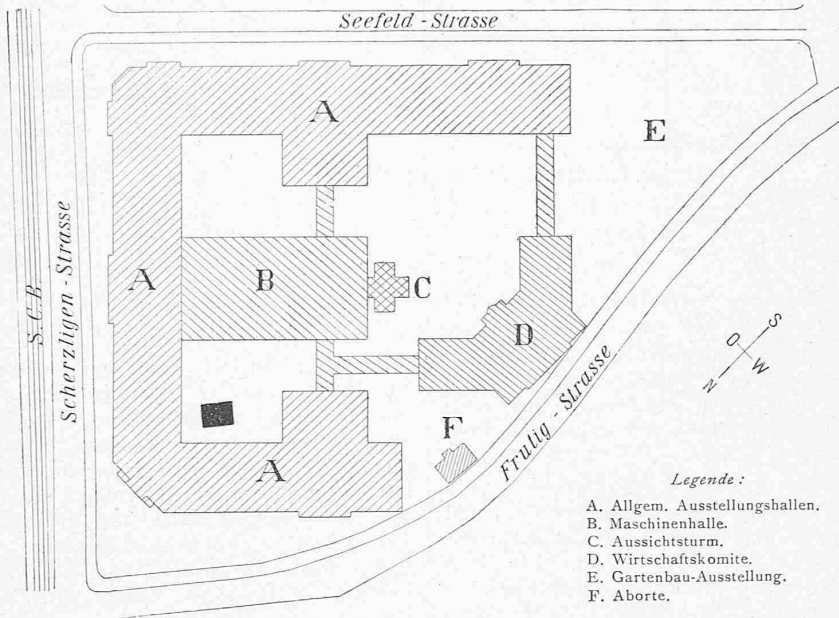 Seefeld - Strasse
A
E
S.C.B.
Scherzligen - Strasse
A
B
C
D
S
O
W
N
Frutig - Strasse
F
A
Legende :
A. Allgem. Ausstellungshallen.
B. Maschinenhalle.
C. Aussichtsturm.
D. Wirtschaftskomite.
E. Gartenbau-Ausstellung.
F. Aborte.